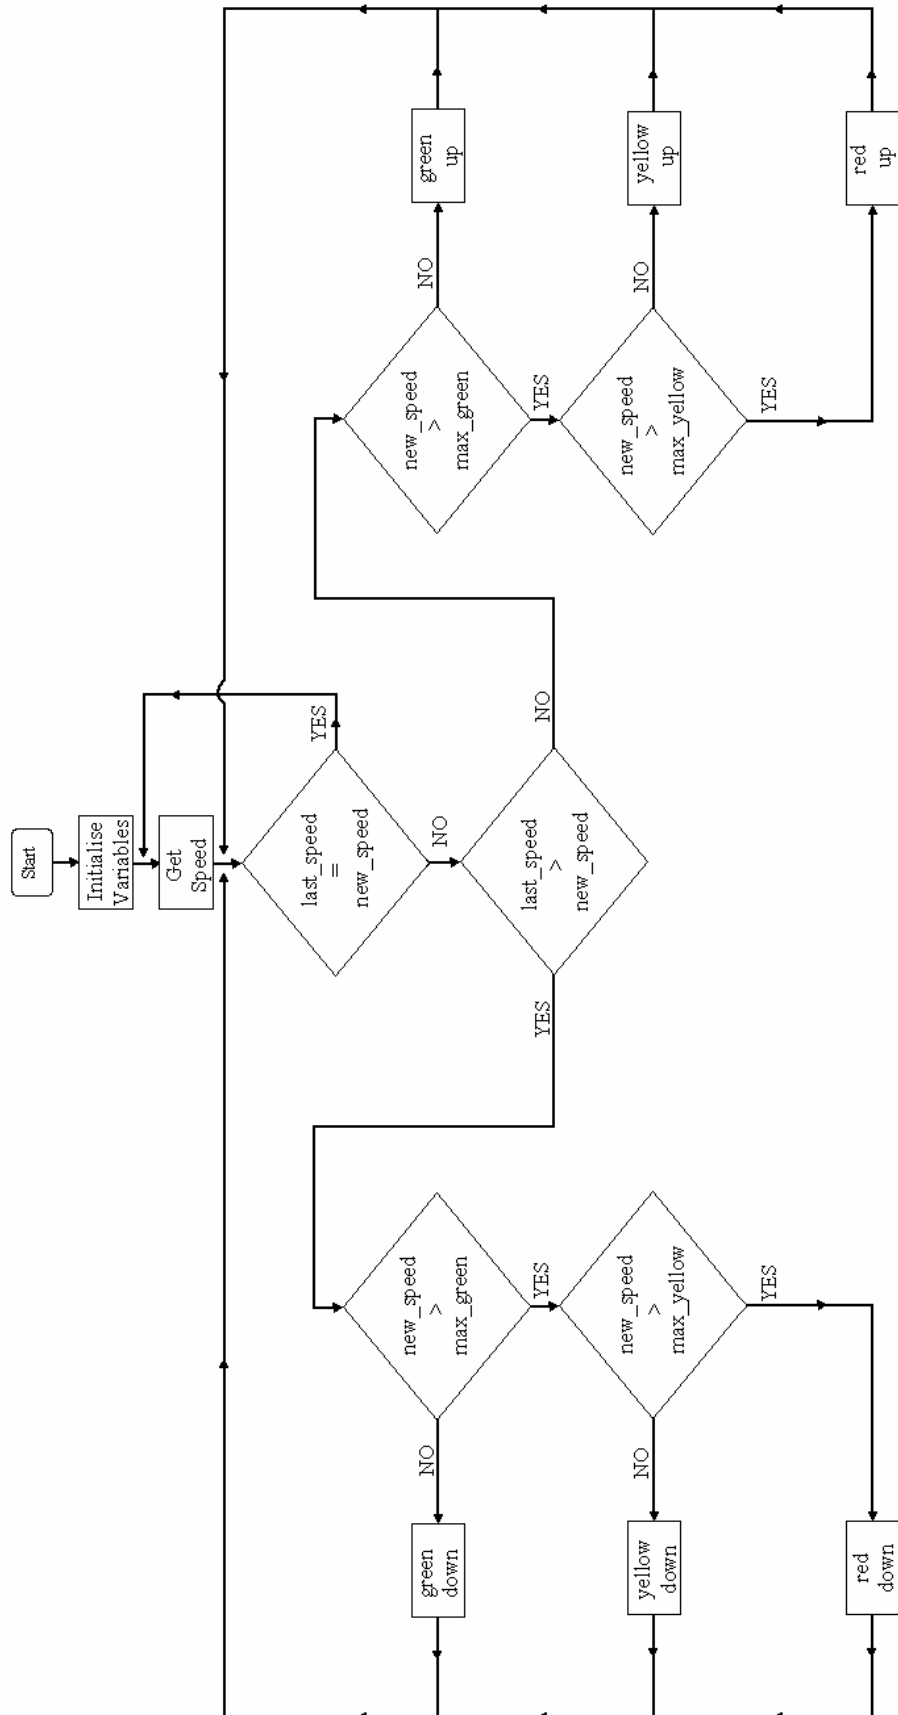 Start
Initialise
Variables
Get
Speed
last_speed
=
new_speed
YES
NO
last_speed
>
new_speed
YES
NO
new_speed
>
max_green
NO
YES
green
down
new_speed
>
max_yellow
NO
YES
yellow
down
red
down
new_speed
>
max_green
NO
YES
green
up
new_speed
>
max_yellow
NO
YES
yellow
up
red
up